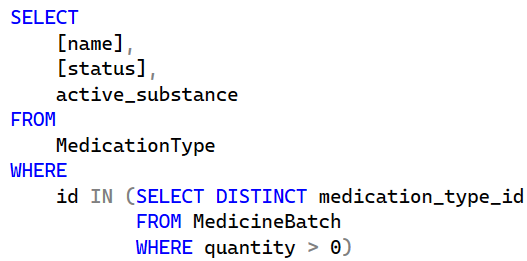 SELECT
    [name],
    [status],
    active_substance
FROM
    MedicationType
WHERE
    id IN (SELECT DISTINCT medication_type_id
           FROM MedicineBatch
           WHERE quantity > 0)